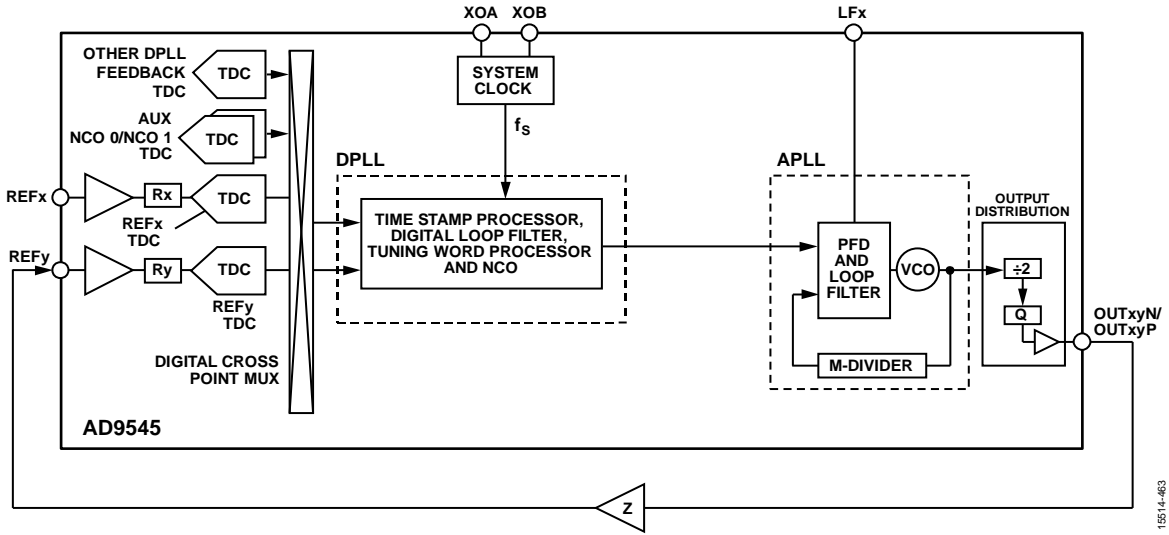 XOA
XOB
LFx
OTHER DPLL
FEEDBACK
TDC
TDC
SYSTEM
CLOCK
AUX
NCO 0/NCO 1
TDC
TDC
fS
DPLL
APLL
REFx
Rx
TDC
REFx
TDC
OUTPUT
DISTRIBUTION
TIME STAMP PROCESSOR,
DIGITAL LOOP FILTER,
TUNING WORD PROCESSOR
AND NCO
PFD
AND
LOOP
FILTER
VCO
÷2
REFy
Ry
TDC
REFy
TDC
Q
OUTxyN/
OUTxyP
DIGITAL CROSS
POINT MUX
M-DIVIDER
AD9545
Z
15514-463